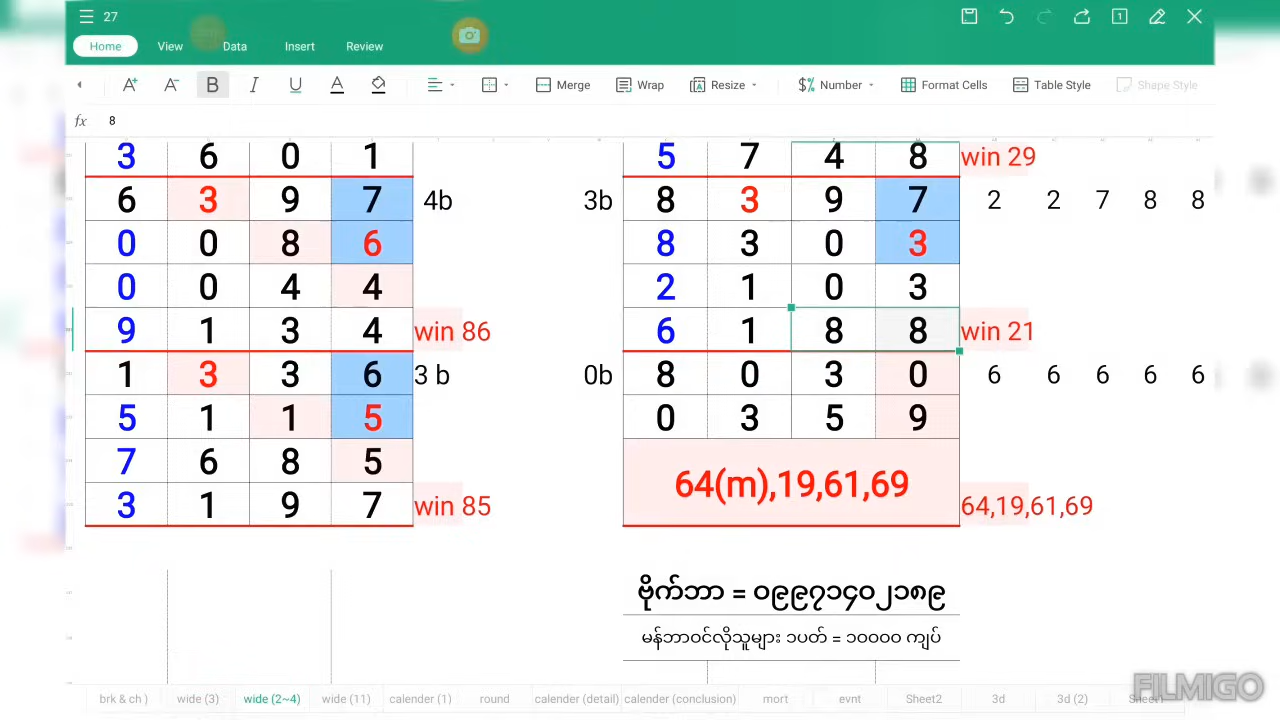 27
Home View Data Insert Review
A+ A- B I U A Merge Wrap Resize $% Number Format Cells Table Style Shape Style
fx 8
3 6 0 1 5 7 4 8 win 29
6 3 9 7 4b 3b 8 3 9 7 2 2 7 8 8
0 0 8 6 8 3 0 3
0 0 4 4 2 1 0 3
9 1 3 4 win 86 6 1 8 8 win 21
1 3 3 6 3 b 0b 8 0 3 0 6 6 6 6 6
5 1 1 5 0 3 5 9
7 6 8 5 64(m),19,61,69
3 1 9 7 win 85 64,19,61,69
ဗိုက်ဘာ = ၀၉၉၇၁၄၀၂၁၈၉
မန်ဘာဝင်လိုသူများ ၁ပတ် = ၁၀၀၀၀ ကျပ်
brk & ch ) wide (3) wide (2~4) wide (11) calender (1) round calender (detail) calender (conclusion) mort evnt Sheet2 3d 3d (2) Sheet1
FILMIGO